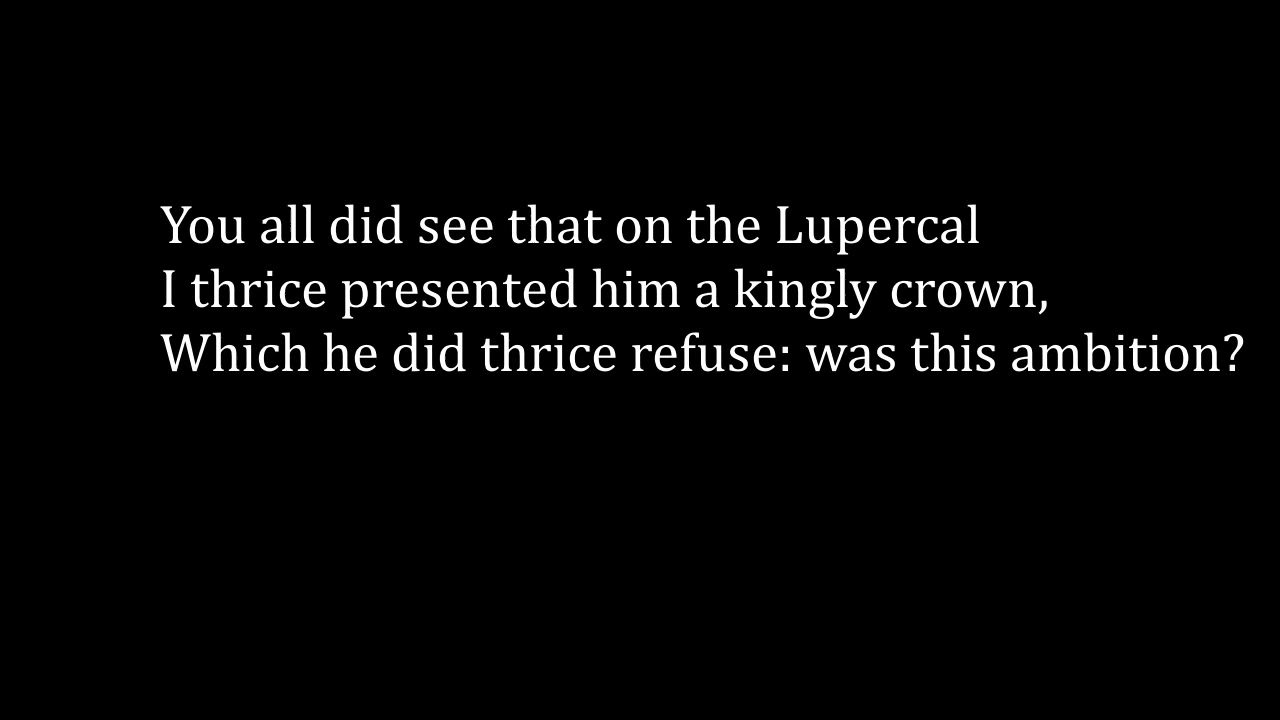 You all did see that on the Lupercal
I thrice presented him a kingly crown,
Which he did thrice refuse: was this ambition?